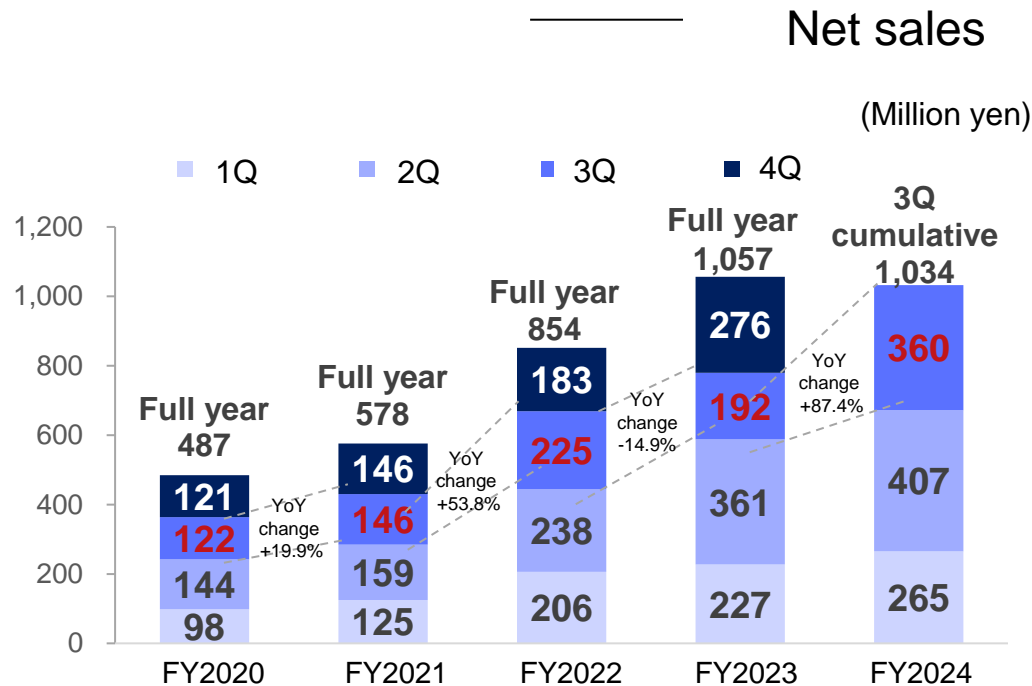 Net sales
(Million yen)
1Q 2Q 3Q 4Q
1,200
1,000
800
600
400
200
0
Full year
487
121
122
144
98
FY2020
YoY
change
+19.9%
Full year
578
146
146
159
125
FY2021
YoY
change
+53.8%
Full year
854
183
225
238
206
FY2022
YoY
change
-14.9%
Full year
1,057
276
192
361
227
FY2023
YoY
change
+87.4%
3Q
cumulative
1,034
360
407
265
FY2024